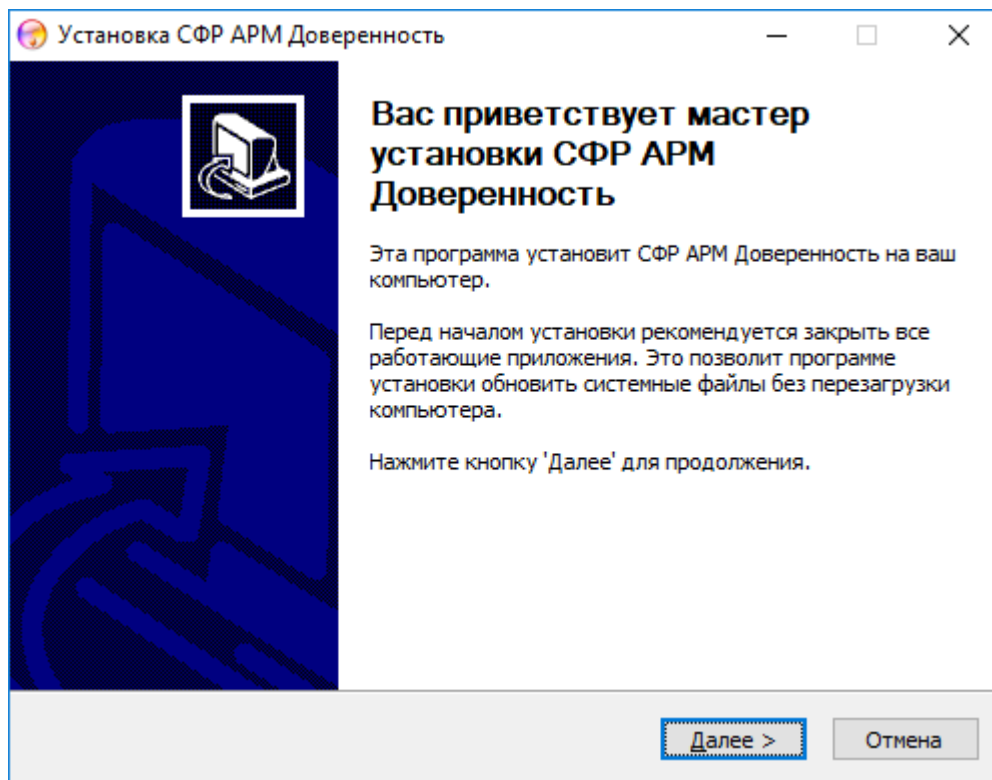 Установка СФР АРМ Доверенность
Вас приветствует мастер
установки СФР АРМ
Доверенность
Эта программа установит СФР АРМ Доверенность на ваш
компьютер.
Перед началом установки рекомендуется закрыть все
работающие приложения. Это позволит программе
установки обновить системные файлы без перезагрузки
компьютера.
Нажмите кнопку 'Далее' для продолжения.
Далее >
Отмена